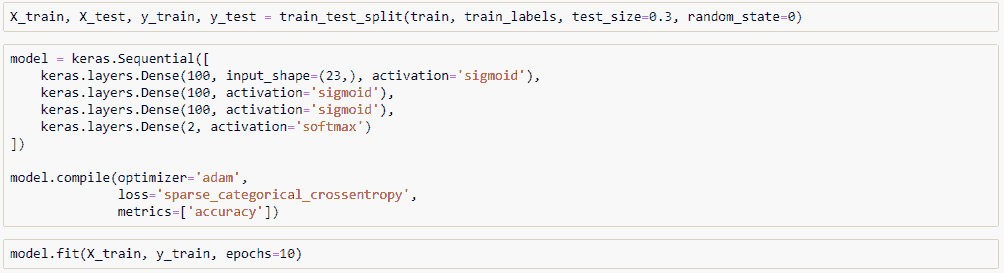 X_train, X_test, y_train, y_test = train_test_split(train, train_labels, test_size=0.3, random_state=0)
model = keras.Sequential([
    keras.layers.Dense(100, input_shape=(23,), activation='sigmoid'),
    keras.layers.Dense(100, activation='sigmoid'),
    keras.layers.Dense(100, activation='sigmoid'),
    keras.layers.Dense(2, activation='softmax')
])
model.compile(optimizer='adam',
              loss='sparse_categorical_crossentropy',
              metrics=['accuracy'])
model.fit(X_train, y_train, epochs=10)